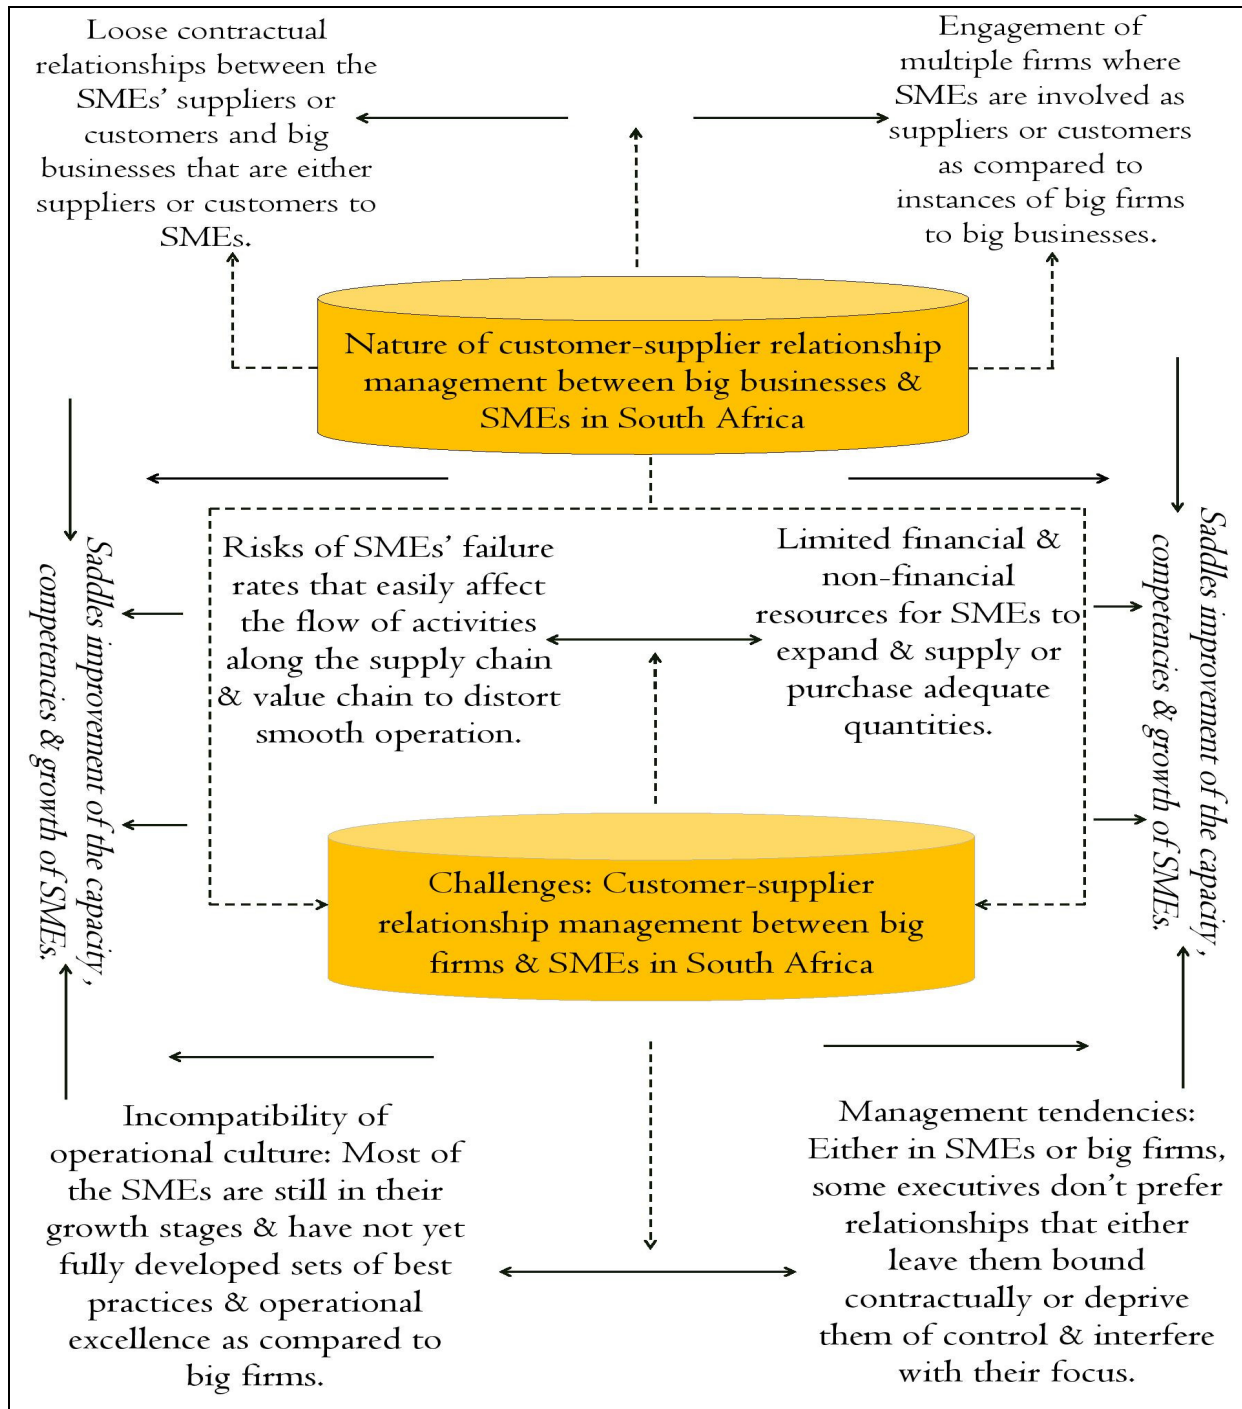 Loose contractual
relationships between the
SMEs’ suppliers or
customers and big
businesses that are either
suppliers or customers to
SMEs.
Engagement of
multiple firms where
SMEs are involved as
suppliers or customers
as compared to
instances of big firms
to big businesses.
Nature of customer-supplier relationship
management between big businesses &
SMEs in South Africa
Saddles improvement of the capacity,
competencies & growth of SMEs.
Risks of SMEs’ failure
rates that easily affect
the flow of activities
along the supply chain
& value chain to distort
smooth operation.
Limited financial &
non-financial
resources for SMEs to
expand & supply or
purchase adequate
quantities.
Saddles improvement of the capacity,
competencies & growth of SMEs.
Challenges: Customer-supplier
relationship management between big
firms & SMEs in South Africa
Incompatibility of
operational culture: Most of
the SMEs are still in their
growth stages & have not yet
fully developed sets of best
practices & operational
excellence as compared to
big firms.
Management tendencies:
Either in SMEs or big firms,
some executives don’t prefer
relationships that either
leave them bound
contractually or deprive
them of control & interfere
with their focus.